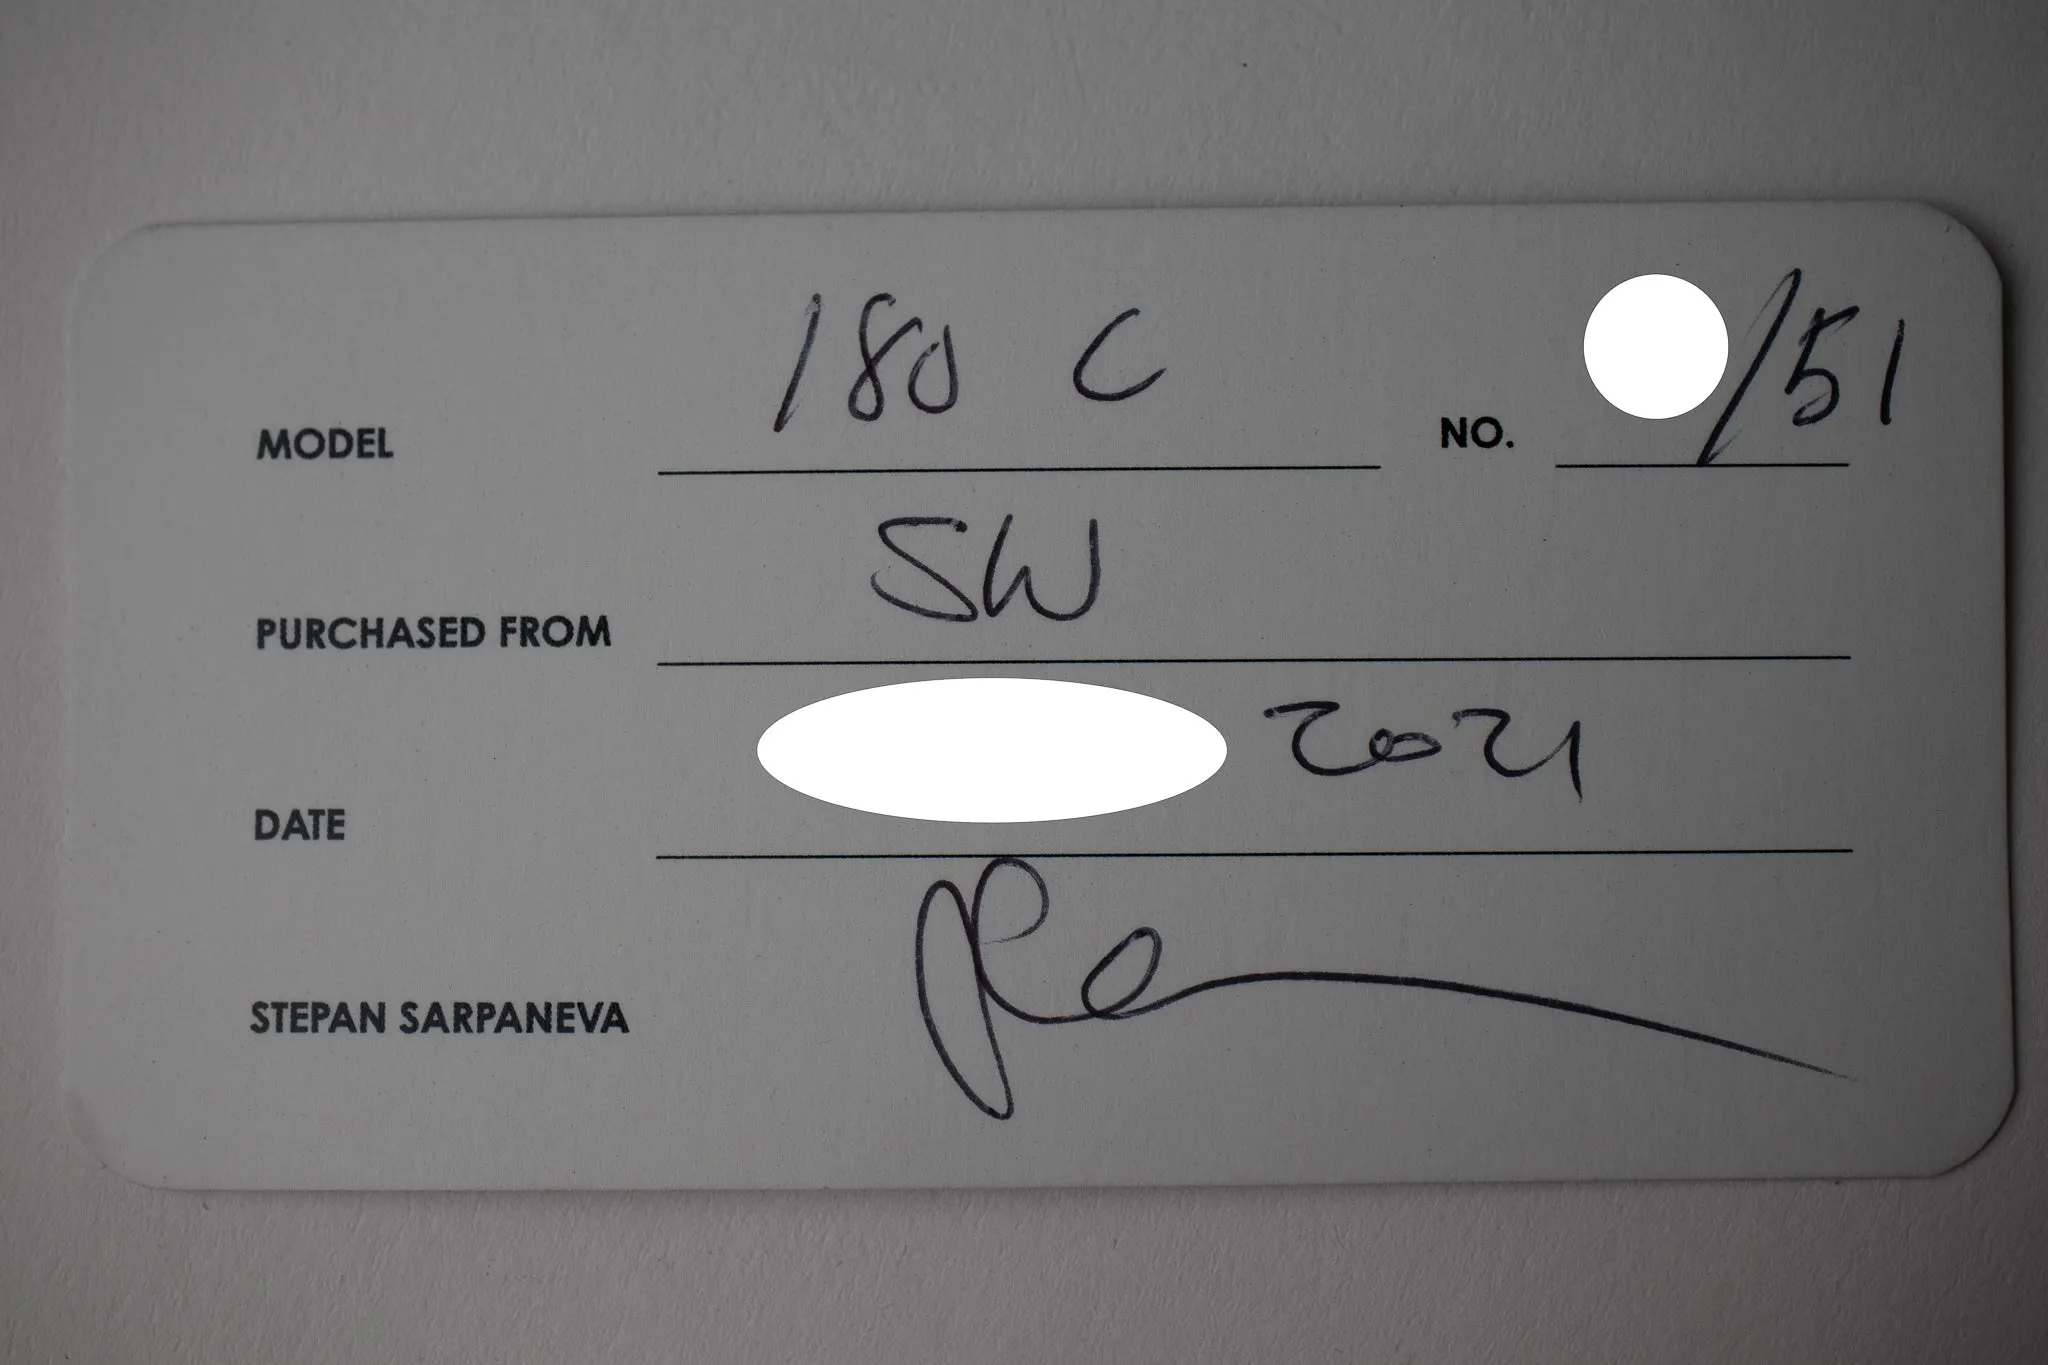 MODEL 180 C NO. /51
PURCHASED FROM SW
DATE 2021
STEPAN SARPANEVA